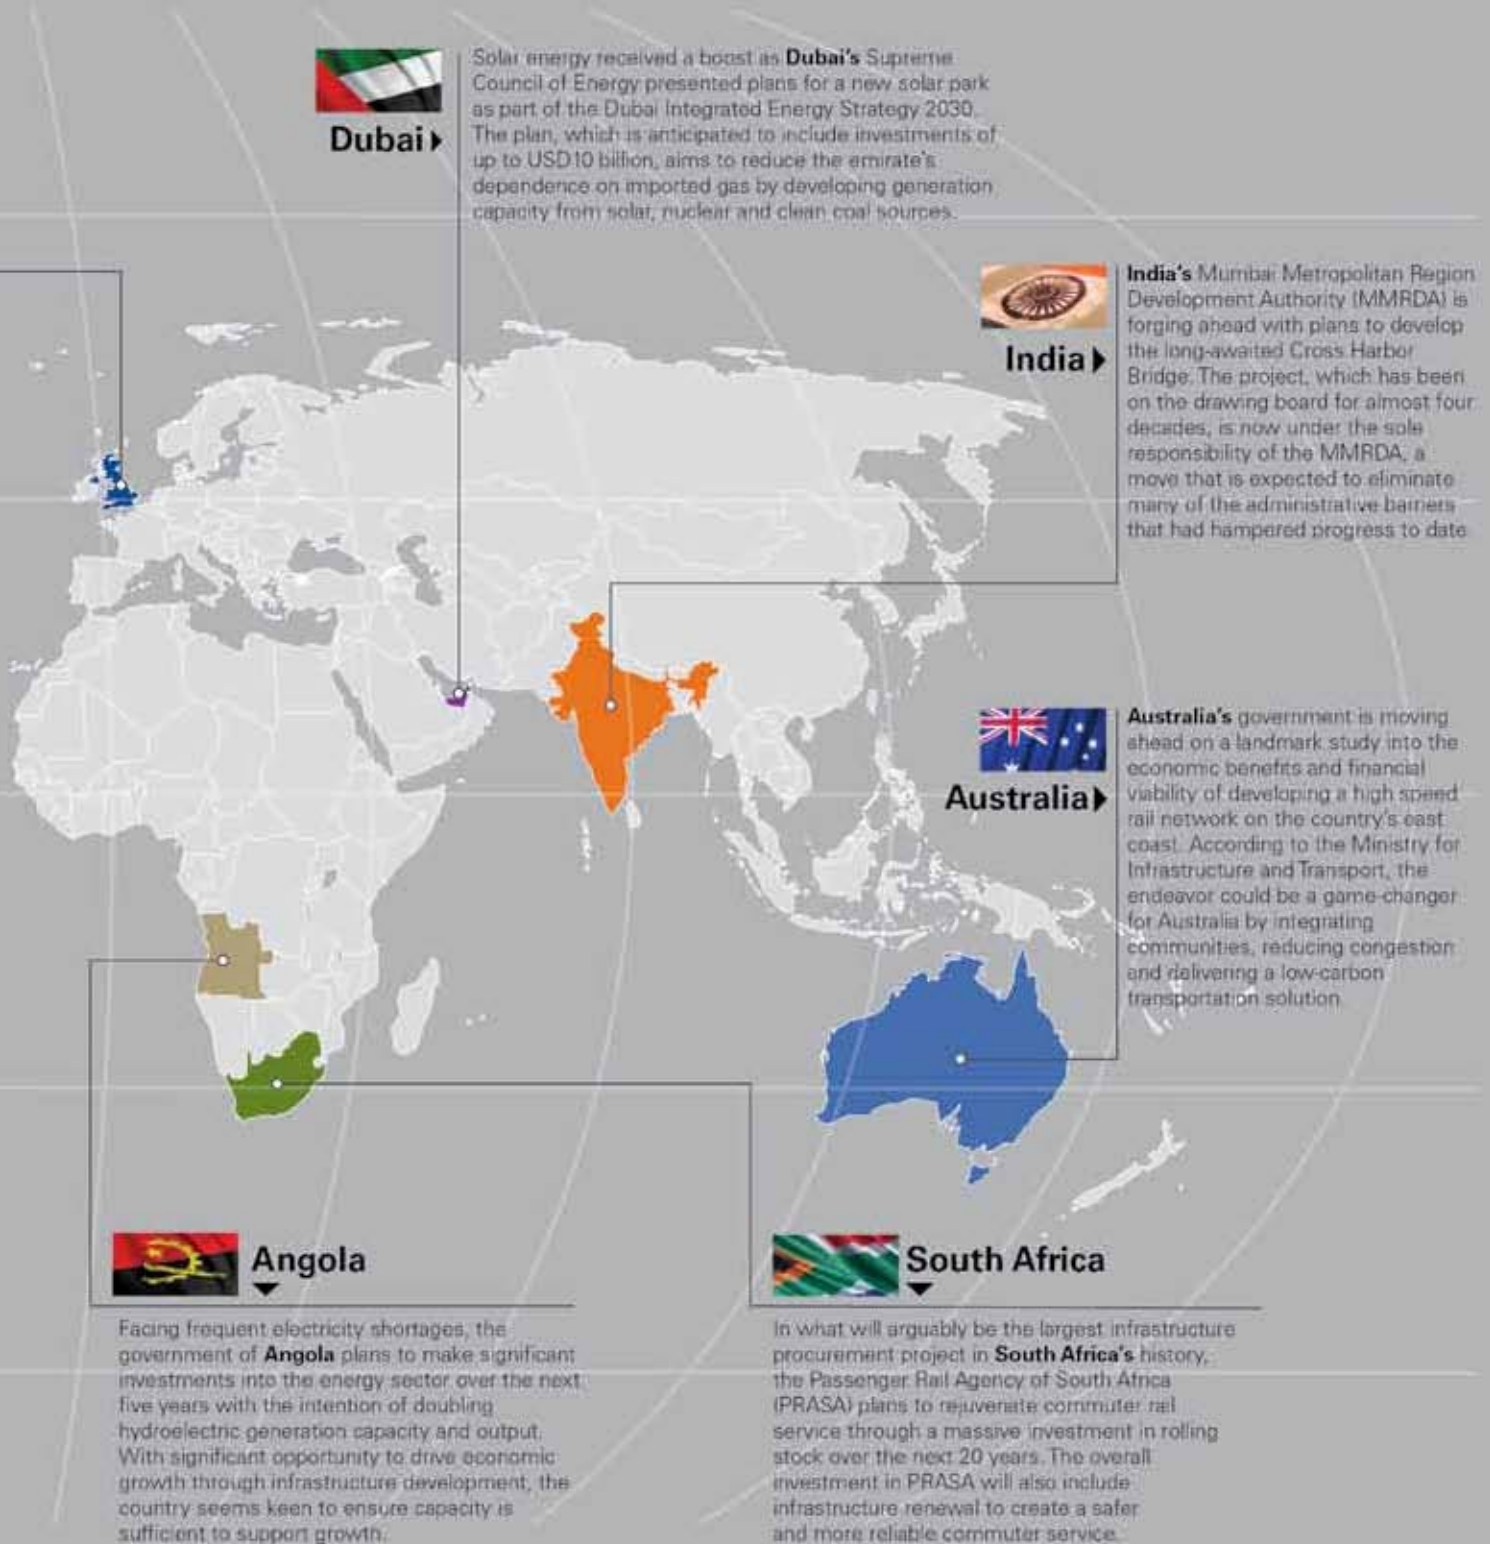 Dubai
Solar energy received a boost as Dubai's Supreme
Council of Energy presented plans for a new solar park
as part of the Dubai Integrated Energy Strategy 2030.
The plan, which is anticipated to include investments of
up to USD10 billion, aims to reduce the emirate's
dependence on imported gas by developing generation
capacity from solar, nuclear and clean coal sources.
India
India's Mumbai Metropolitan Region
Development Authority (MMRDA) is
forging ahead with plans to develop
the long-awaited Cross Harbor
Bridge. The project, which has been
on the drawing board for almost four
decades, is now under the sole
responsibility of the MMRDA, a
move that is expected to eliminate
many of the administrative barriers
that had hampered progress to date.
Australia
Australia's government is moving
ahead on a landmark study into the
economic benefits and financial
viability of developing a high speed
rail network on the country's east
coast. According to the Ministry for
Infrastructure and Transport, the
endeavor could be a game-changer
for Australia by integrating
communities, reducing congestion
and delivering a low-carbon
transportation solution.
Angola
Facing frequent electricity shortages, the
government of Angola plans to make significant
investments into the energy sector over the next
five years with the intention of doubling
hydroelectric generation capacity and output.
With significant opportunity to drive economic
growth through infrastructure development, the
country seems keen to ensure capacity is
sufficient to support growth.
South Africa
In what will arguably be the largest infrastructure
procurement project in South Africa's history,
the Passenger Rail Agency of South Africa
(PRASA) plans to rejuvenate commuter rail
service through a massive investment in rolling
stock over the next 20 years. The overall
investment in PRASA will also include
infrastructure renewal to create a safer
and more reliable commuter service.